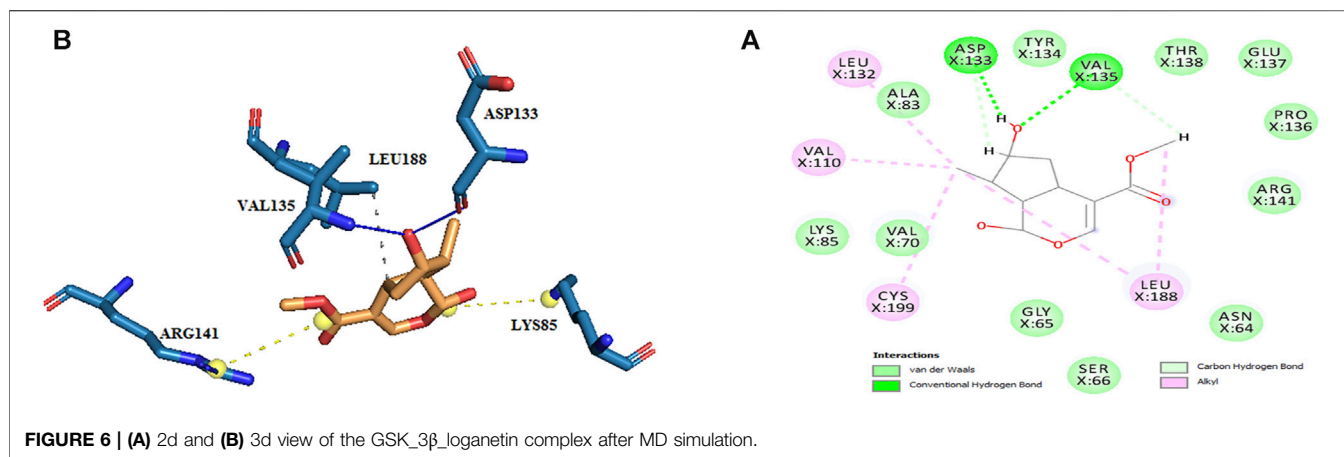 B
ASP133
LEU188
VAL135
ARG141
LYS85
A
LEU
X:132
ASP
X:133
TYR
X:134
VAL
X:135
THR
X:138
GLU
X:137
ALA
X:83
PRO
X:136
VAL
X:110
ARG
X:141
LYS
X:85
VAL
X:70
CYS
X:199
LEU
X:188
GLY
X:65
ASN
X:64
SER
X:66
H
O
H
H
O
O
O
O
Interactions
van der Waals
Conventional Hydrogen Bond
Carbon Hydrogen Bond
Alkyl
FIGURE 6 | (A) 2d and (B) 3d view of the GSK_3β_loganetin complex after MD simulation.